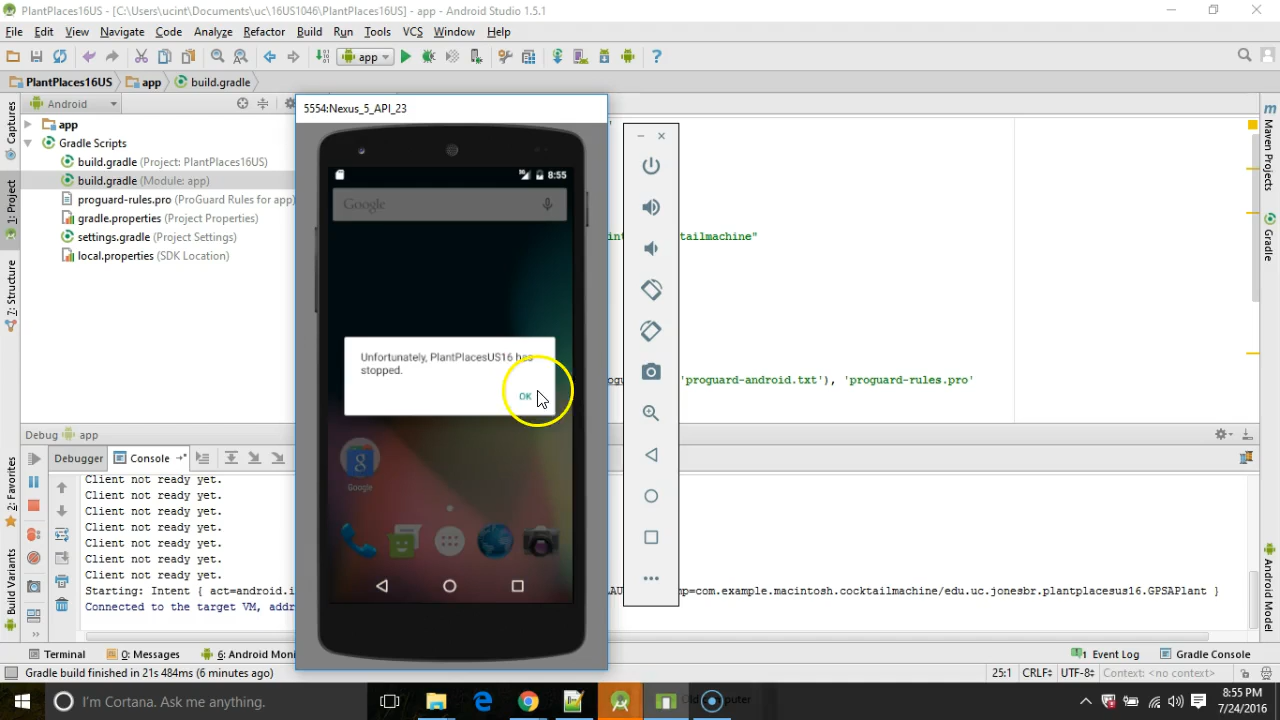 PlantPlaces16US - [C:\Users\ucint\Documents\uc\16US1046\PlantPlaces16US] - app - Android Studio 1.5.1
File Edit View Navigate Code Analyze Refactor Build Run Tools VCS Window Help
app
PlantPlaces16US app build.gradle
Android
Captures
1: Project
7: Structure
2: Favorites
Build Variants
app
Gradle Scripts
build.gradle (Project: PlantPlaces16US)
build.gradle (Module: app)
proguard-rules.pro (ProGuard Rules for app)
gradle.properties (Project Properties)
settings.gradle (Project Settings)
local.properties (SDK Location)
5554:Nexus_5_API_23
8:55
Google
Unfortunately, PlantPlacesUS16 has
stopped.
OK
Google
tailmachine"
'proguard-android.txt'), 'proguard-rules.pro'
Maven Projects
Gradle
Android Model
Debug app
Debugger Console
Client not ready yet.
Client not ready yet.
Client not ready yet.
Client not ready yet.
Client not ready yet.
Client not ready yet.
Client not ready yet.
Starting: Intent { act=android.i mp=com.example.macintosh.cocktailmachine/edu.uc.jonesbr.plantplacesus16.GPSAPlant }
Connected to the target VM, addr
Terminal 0: Messages 6: Android Moni 1 Event Log Gradle Console
Gradle build finished in 21s 484ms (6 minutes ago) 25:1 CRLF UTF-8 Context: <no context>
I'm Cortana. Ask me anything.
8:55 PM
7/24/2016